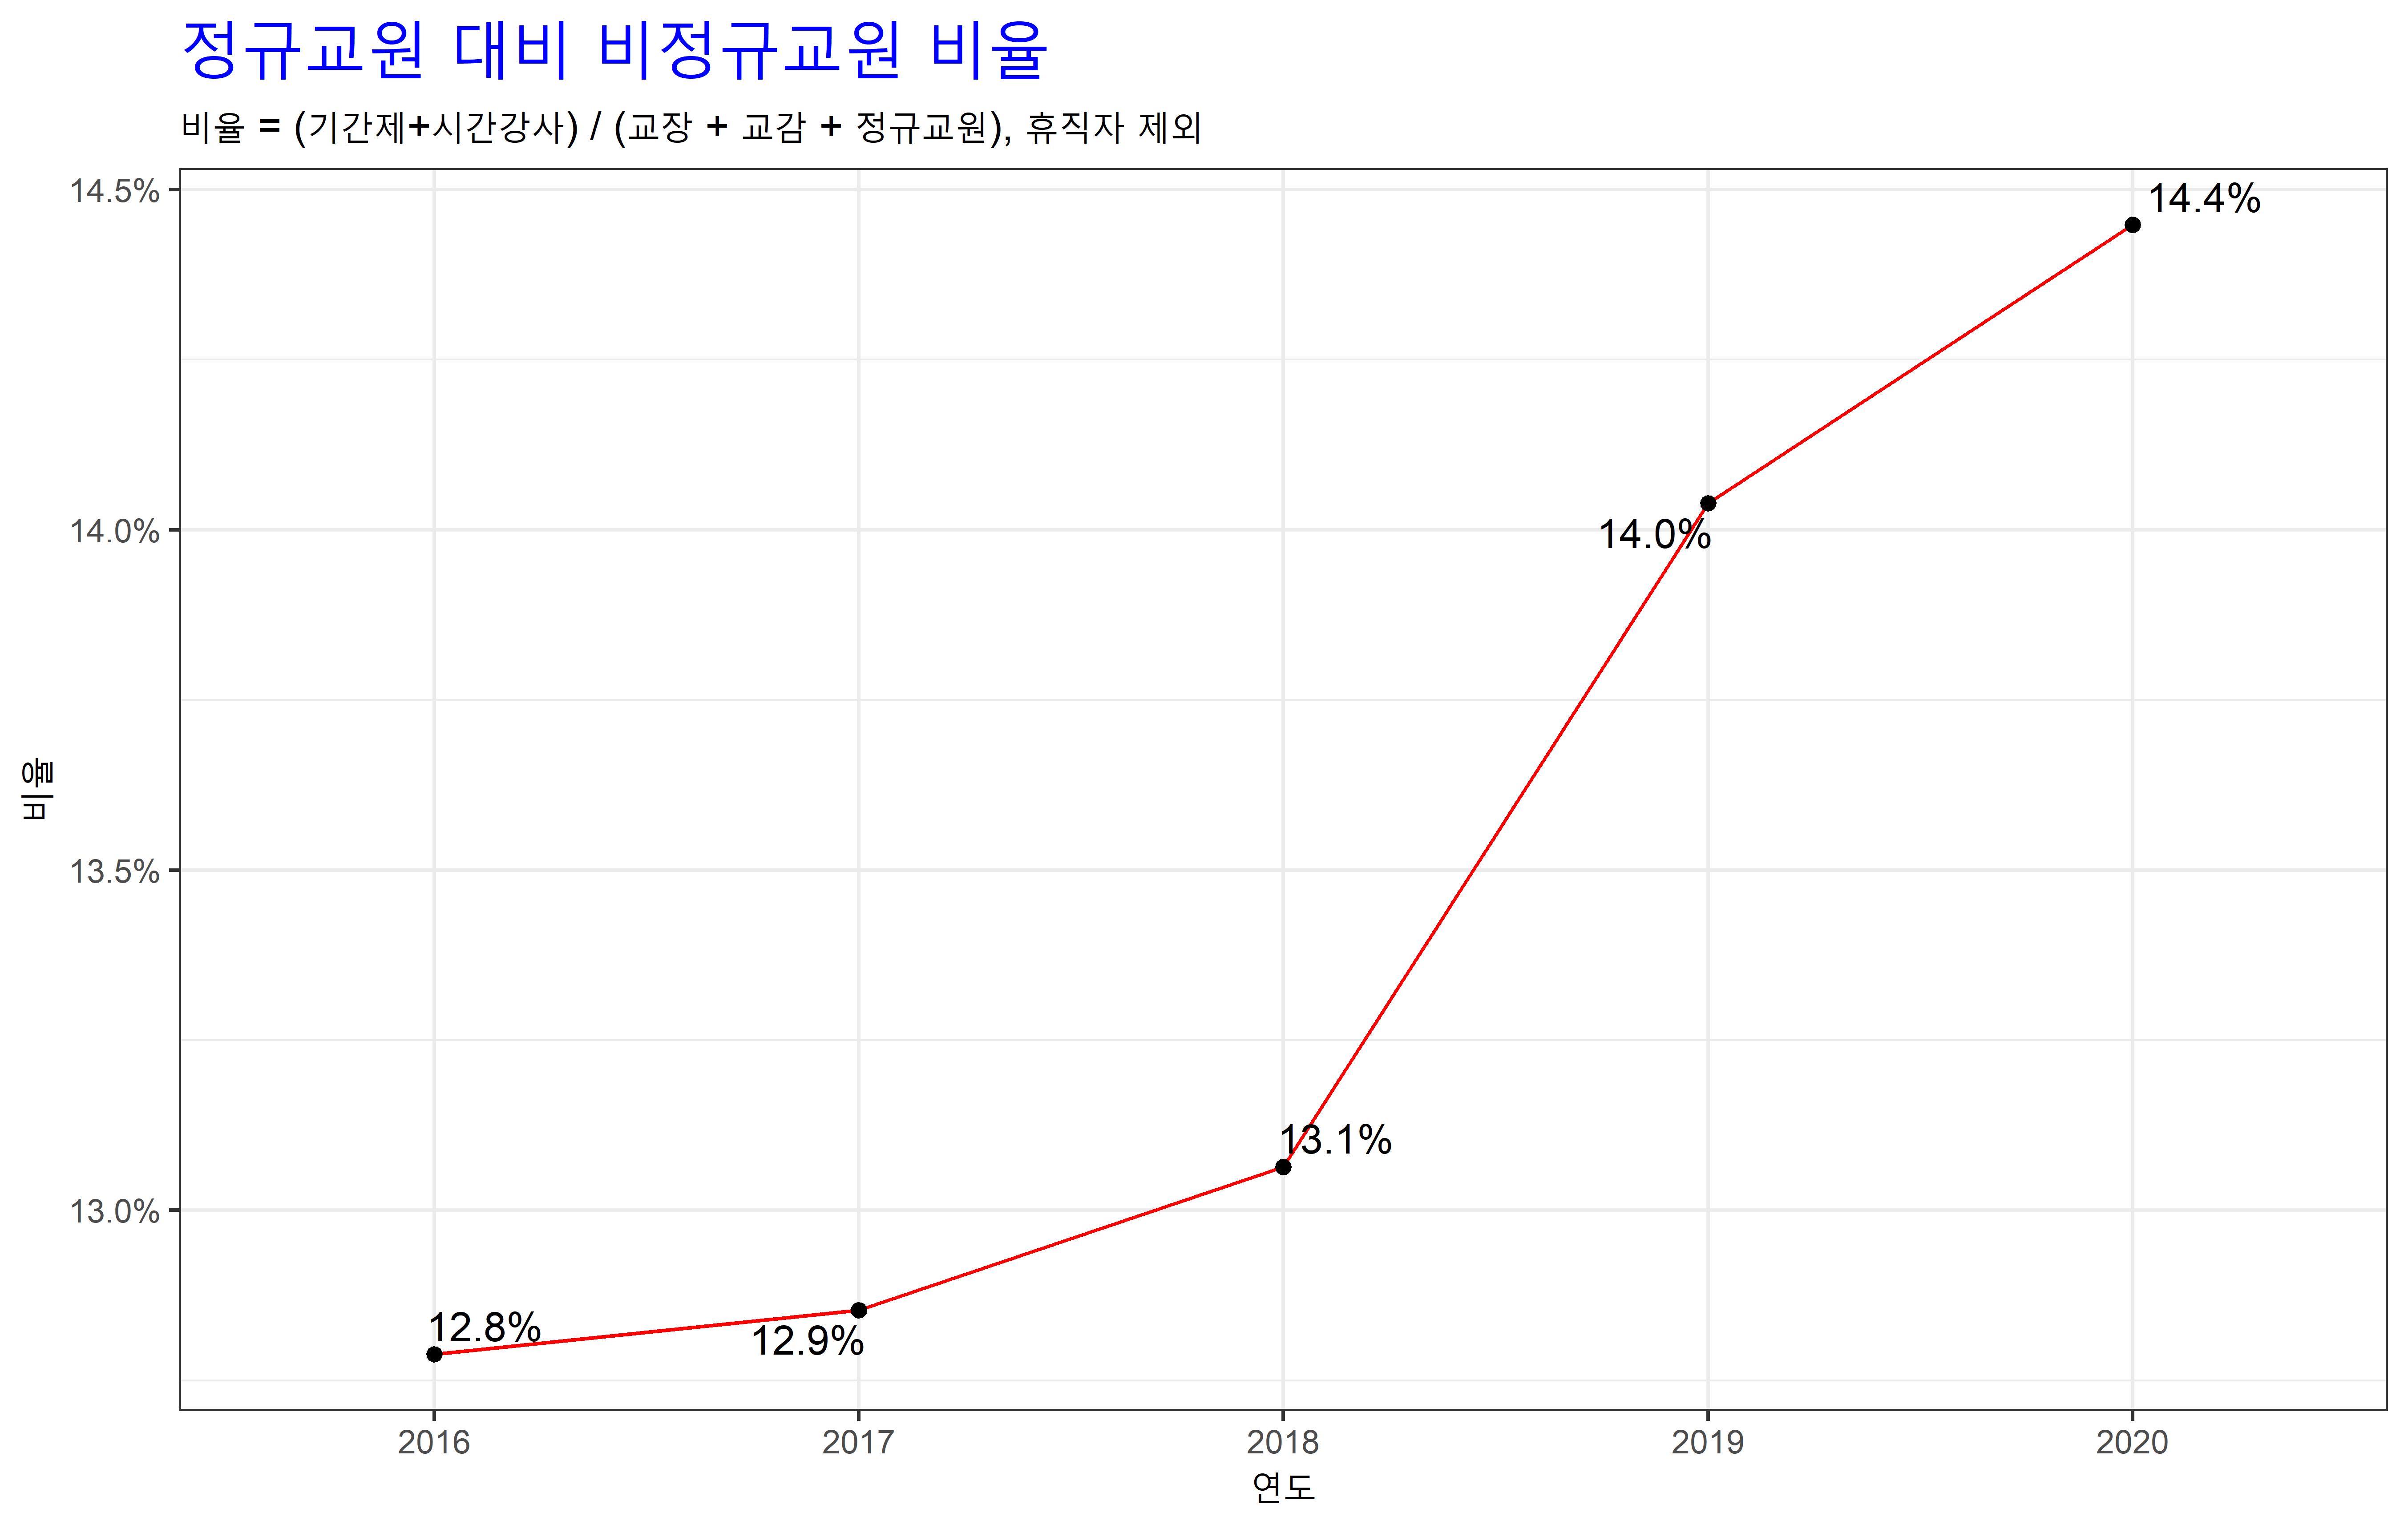 정규교원 대비 비정규교원 비율
비율 = (기간제+시간강사) / (교장 + 교감 + 정규교원), 휴직자 제외
14.5%
14.0%
13.5%
13.0%
비율
12.8%
12.9%
13.1%
14.0%
14.4%
2016 2017 2018 2019 2020
연도